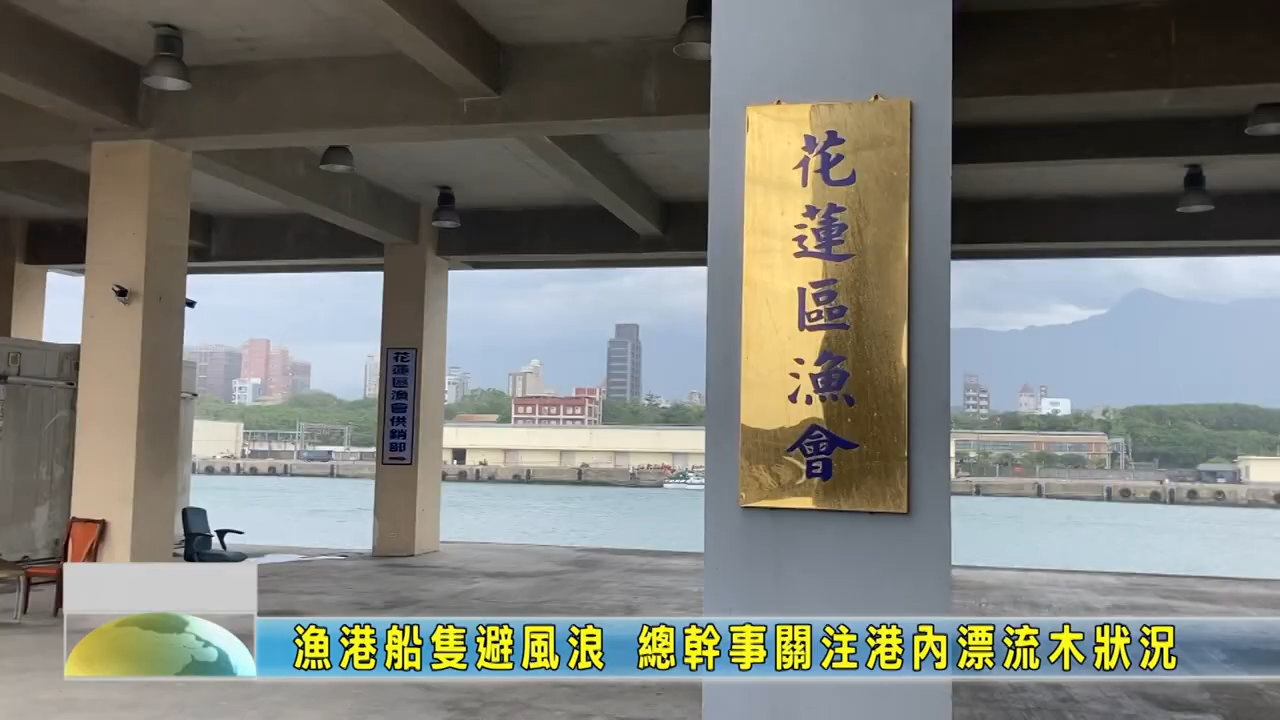 花蓮區漁會
花蓮區漁會供銷部
漁港船隻避風浪 總幹事關注港內漂流木狀況